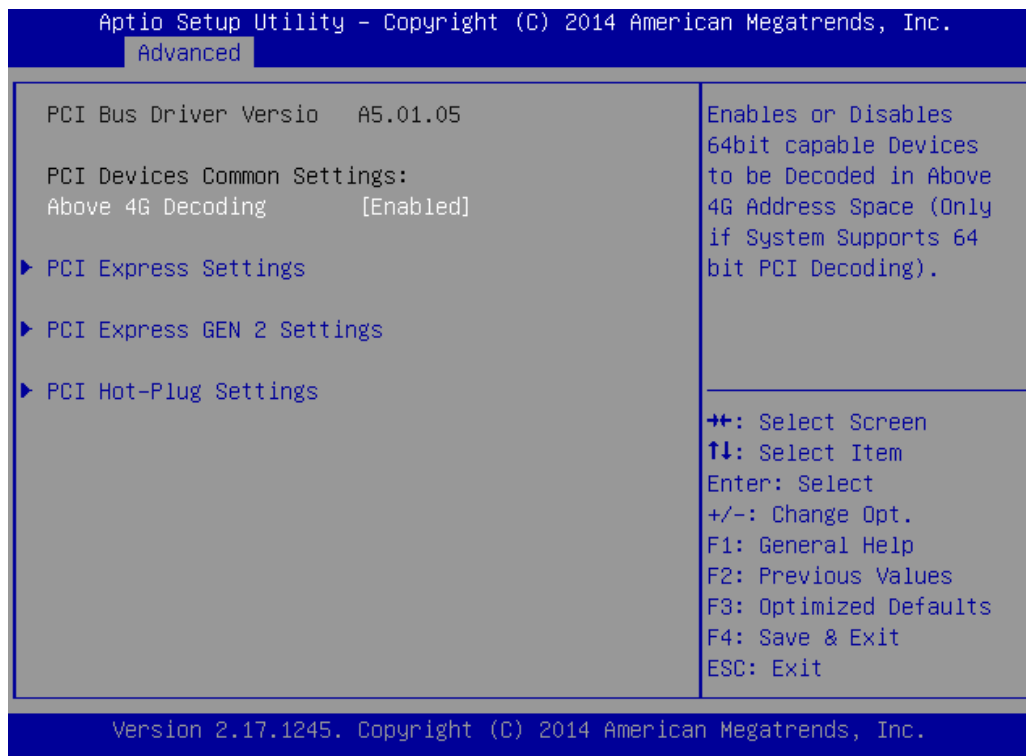 Aptio Setup Utility – Copyright (C) 2014 American Megatrends, Inc.
Advanced
PCI Bus Driver Versio A5.01.05
PCI Devices Common Settings:
Above 4G Decoding [Enabled]
► PCI Express Settings
► PCI Express GEN 2 Settings
► PCI Hot-Plug Settings
Enables or Disables
64bit capable Devices
to be Decoded in Above
4G Address Space (Only
if System Supports 64
bit PCI Decoding).
→←: Select Screen
↑↓: Select Item
Enter: Select
+/-: Change Opt.
F1: General Help
F2: Previous Values
F3: Optimized Defaults
F4: Save & Exit
ESC: Exit
Version 2.17.1245. Copyright (C) 2014 American Megatrends, Inc.